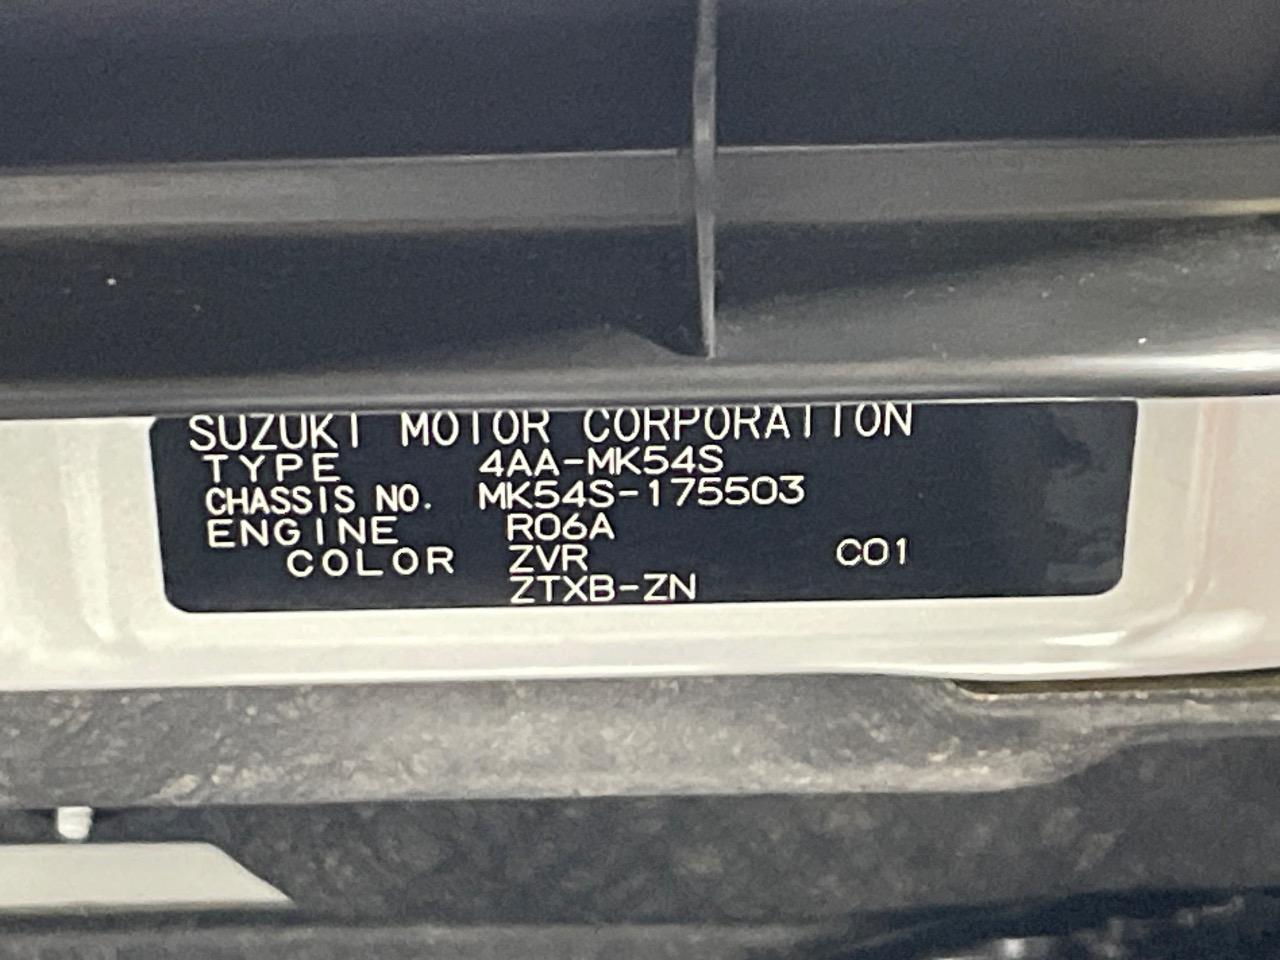 SUZUKI MOTOR CORPORATION
TYPE 4AA-MK54S
CHASSIS NO. MK54S-175503
ENGINE R06A
COLOR ZVR C01
ZTXB-ZN